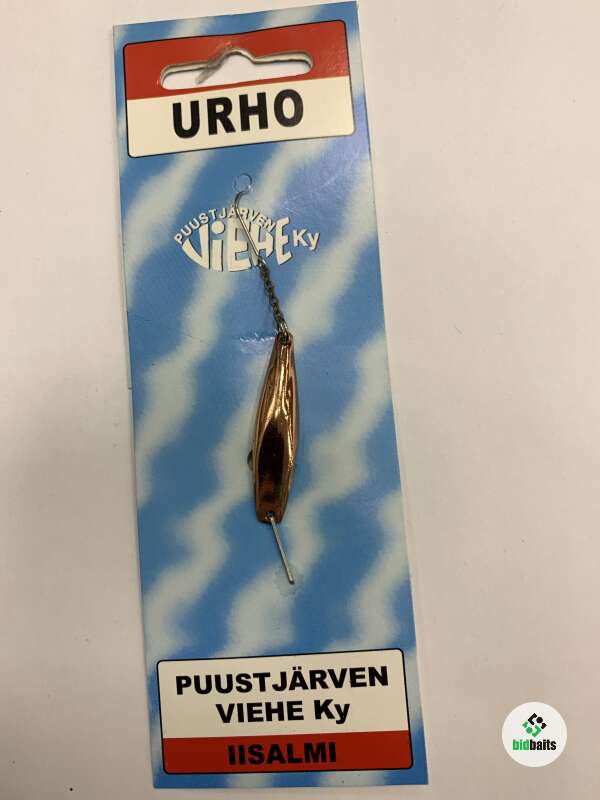 URHO
PUUSTJÄRVEN
VIEHE Ky
PUUSTJÄRVEN
VIEHE Ky
IISALMI
bidbaits